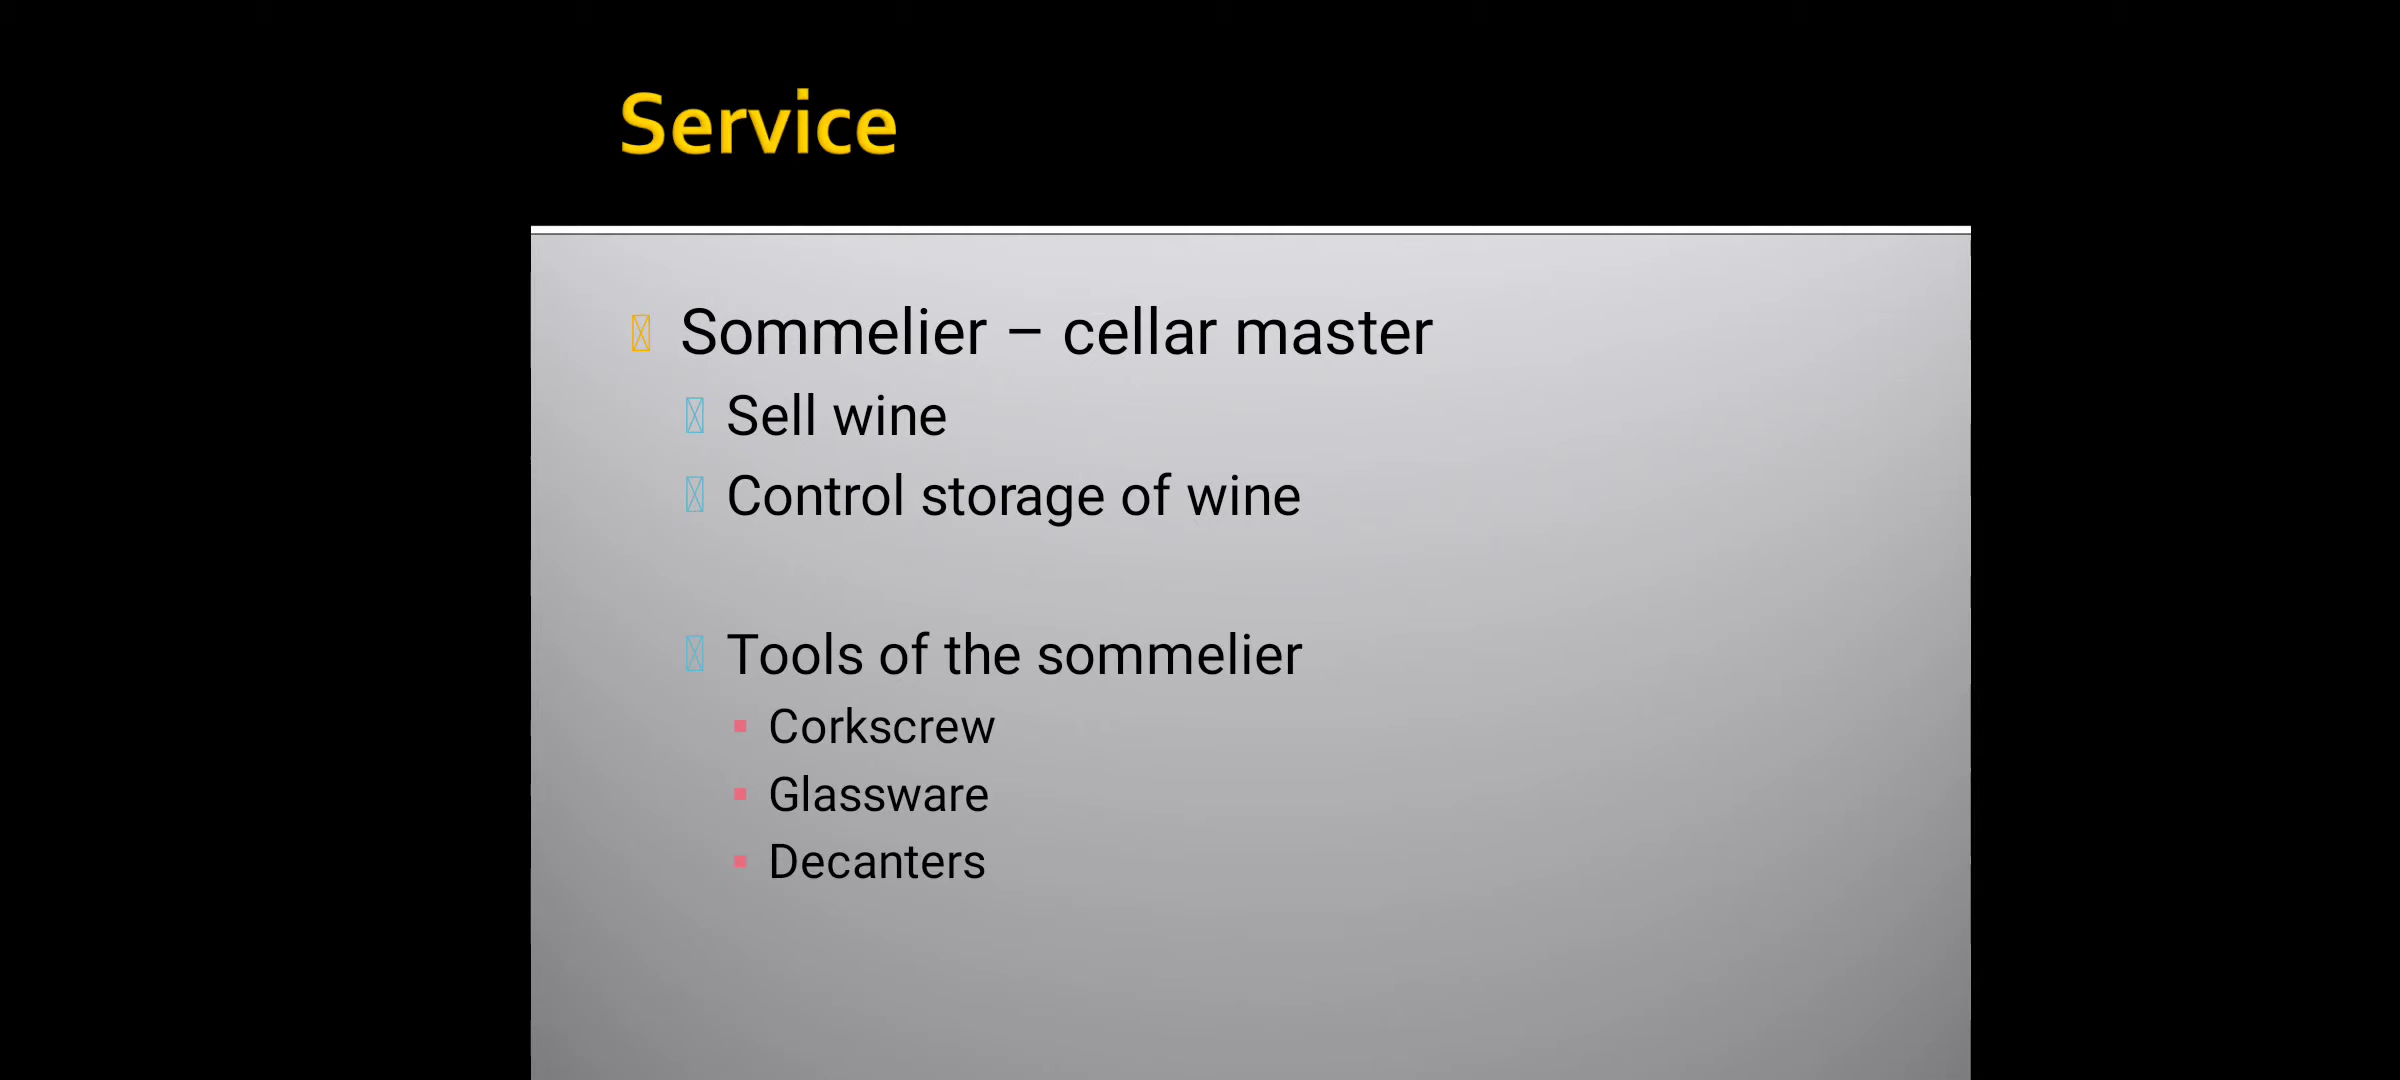 Service
Sommelier – cellar master
Sell wine
Control storage of wine
Tools of the sommelier
Corkscrew
Glassware
Decanters